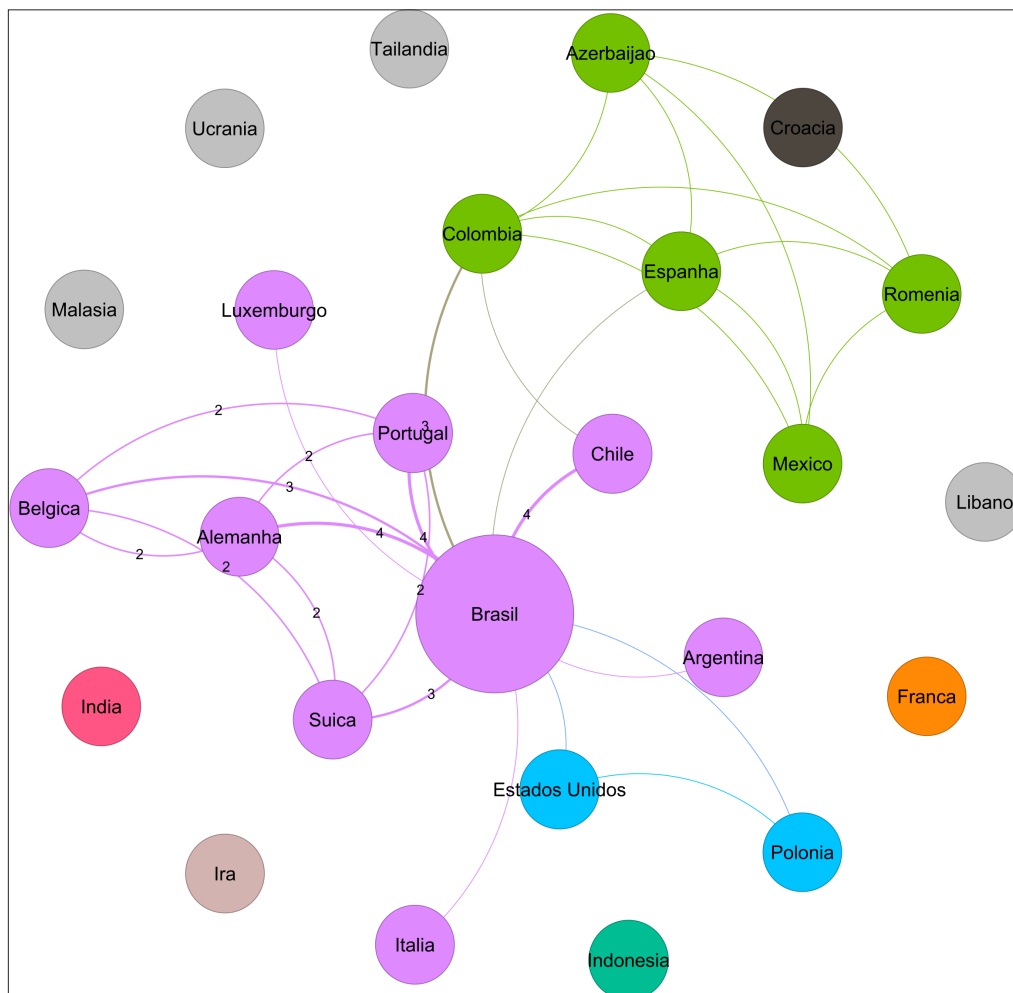 Tailandia
Azerbaijao
Ucrania
Croacia
Colombia
Espanha
Romenia
Malasia
Luxemburgo
2
3
Portugal
2
Chile
Mexico
3
Belgica
Libano
4
4
4
Alemanha
2
2
2
2
Brasil
Argentina
3
India
Suica
Franca
Estados Unidos
Polonia
Ira
Italia
Indonesia